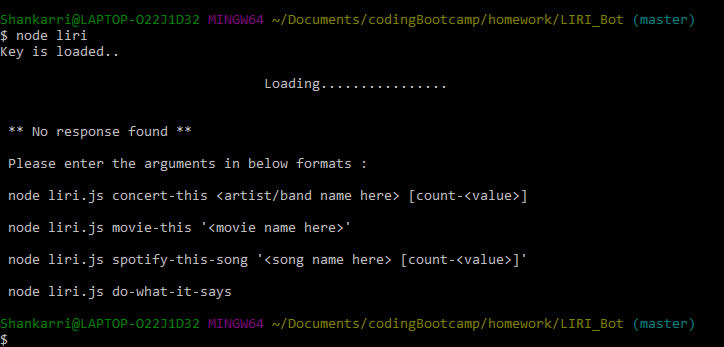 Shankarri@LAPTOP-O22J1D32 MINGW64 ~/Documents/codingBootcamp/homework/LIRI_Bot (master)
$ node liri
Key is loaded..
Loading................
** No response found **
Please enter the arguments in below formats :
node liri.js concert-this <artist/band name here> [count-<value>]
node liri.js movie-this '<movie name here>'
node liri.js spotify-this-song '<song name here> [count-<value>]'
node liri.js do-what-it-says
Shankarri@LAPTOP-O22J1D32 MINGW64 ~/Documents/codingBootcamp/homework/LIRI_Bot (master)
$